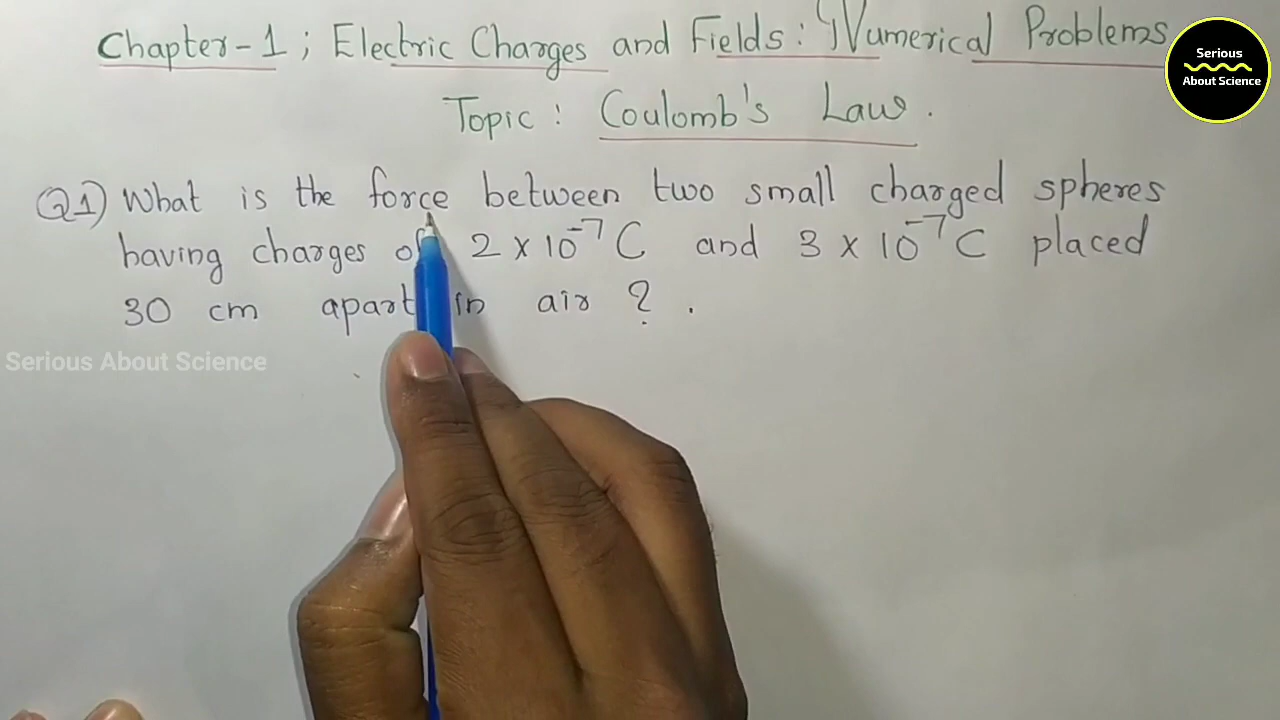 Chapter-1 ; Electric Charges and Fields : Numerical Problems
Serious
About Science
Topic : Coulomb's Law .
Q1) What is the force between two small charged spheres
having charges of 2 x 10⁻⁷ C and 3 x 10⁻⁷ C placed
30 cm apart in air ? .
Serious About Science